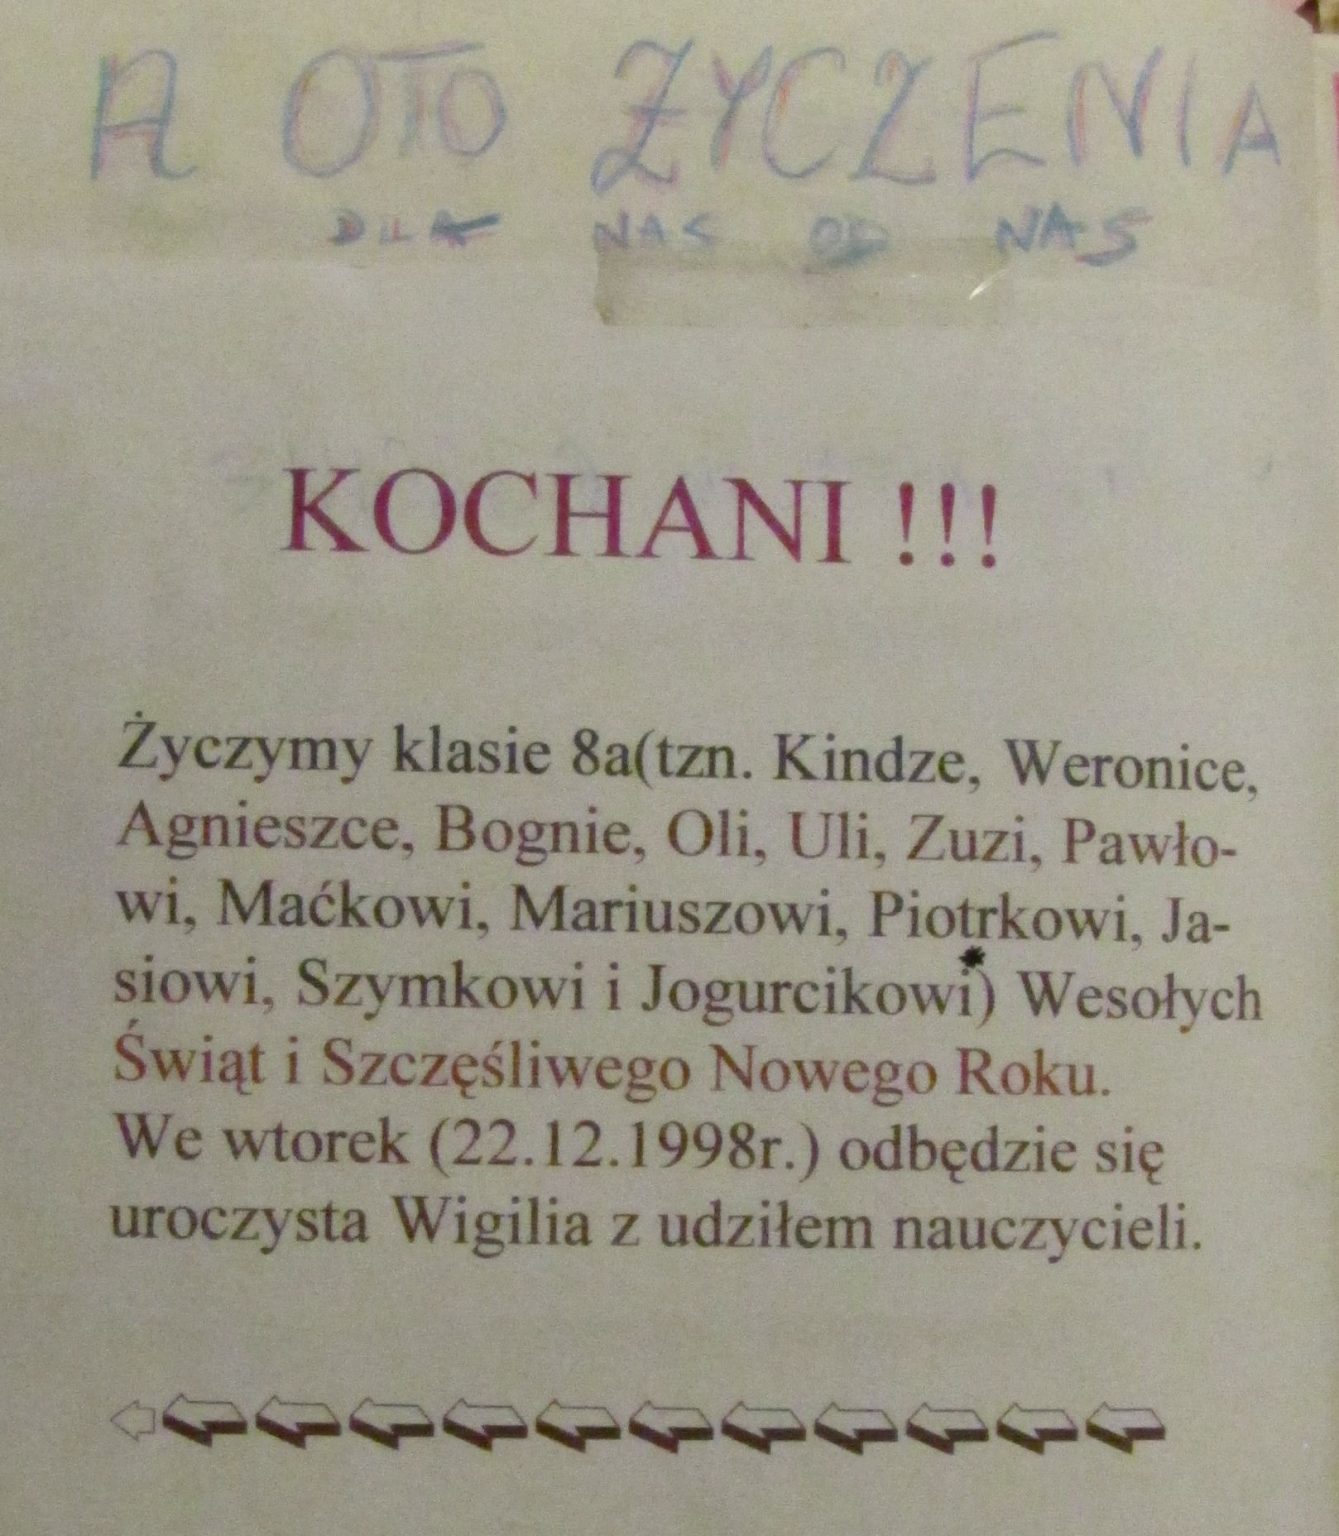 A OTO ŻYCZENIA
DLA NAS OD NAS
KOCHANI !!!
Życzymy klasie 8a(tzn. Kindze, Weronice,
Agnieszce, Bognie, Oli, Uli, Zuzi, Pawło-
wi, Maćkowi, Mariuszowi, Piotrkowi, Ja-
siowi, Szymkowi i Jogurcikowi) Wesołych
Świąt i Szczęśliwego Nowego Roku.
We wtorek (22.12.1998r.) odbędzie się
uroczysta Wigilia z udziłem nauczycieli.